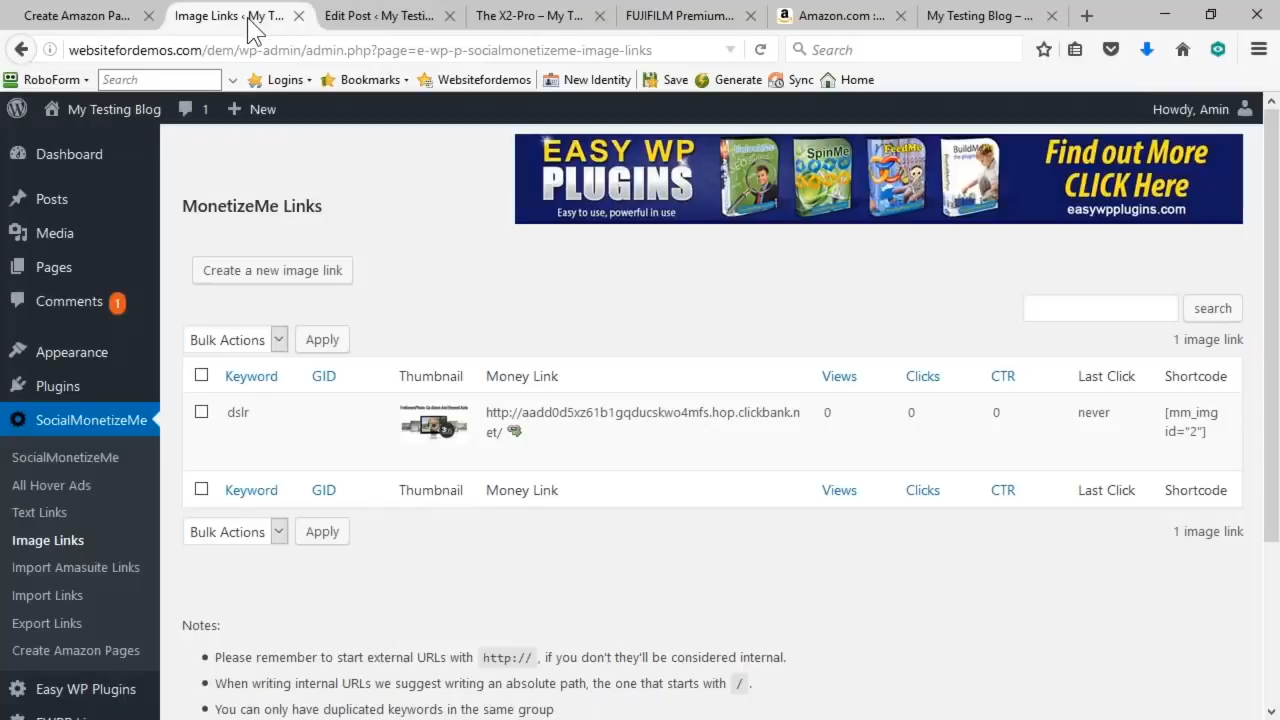 Create Amazon Pa...
Image Links ‹ My T...
Edit Post ‹ My Testi...
The X2-Pro – My T...
FUJIFILM Premium...
Amazon.com :...
My Testing Blog – ...
websitefordemos.com/dem/wp-admin/admin.php?page=e-wp-p-socialmonetizeme-image-links
Search
RoboForm
Search
Logins
Bookmarks
Websitefordemos
New Identity
Save
Generate
Sync
Home
My Testing Blog
1
New
Howdy, Amin
Dashboard
Posts
Media
Pages
Comments 1
Appearance
Plugins
SocialMonetizeMe
SocialMonetizeMe
All Hover Ads
Text Links
Image Links
Import Amasuite Links
Import Links
Export Links
Create Amazon Pages
Easy WP Plugins
EASY WP
PLUGINS
Easy to use, powerful in use
SpinMe
FeedMe
Find out More
CLICK Here
easywpplugins.com
MonetizeMe Links
Create a new image link
search
Bulk Actions
Apply
1 image link
Keyword GID Thumbnail Money Link Views Clicks CTR Last Click Shortcode
dslr http://aadd0d5xz61b1gqducskwo4mfs.hop.clickbank.n 0 0 0 never [mm_img
et/ id="2"]
Keyword GID Thumbnail Money Link Views Clicks CTR Last Click Shortcode
Bulk Actions
Apply
1 image link
Notes:
Please remember to start external URLs with http://, if you don't they'll be considered internal.
When writing internal URLs we suggest writing an absolute path, the one that starts with / .
You can only have duplicated keywords in the same group